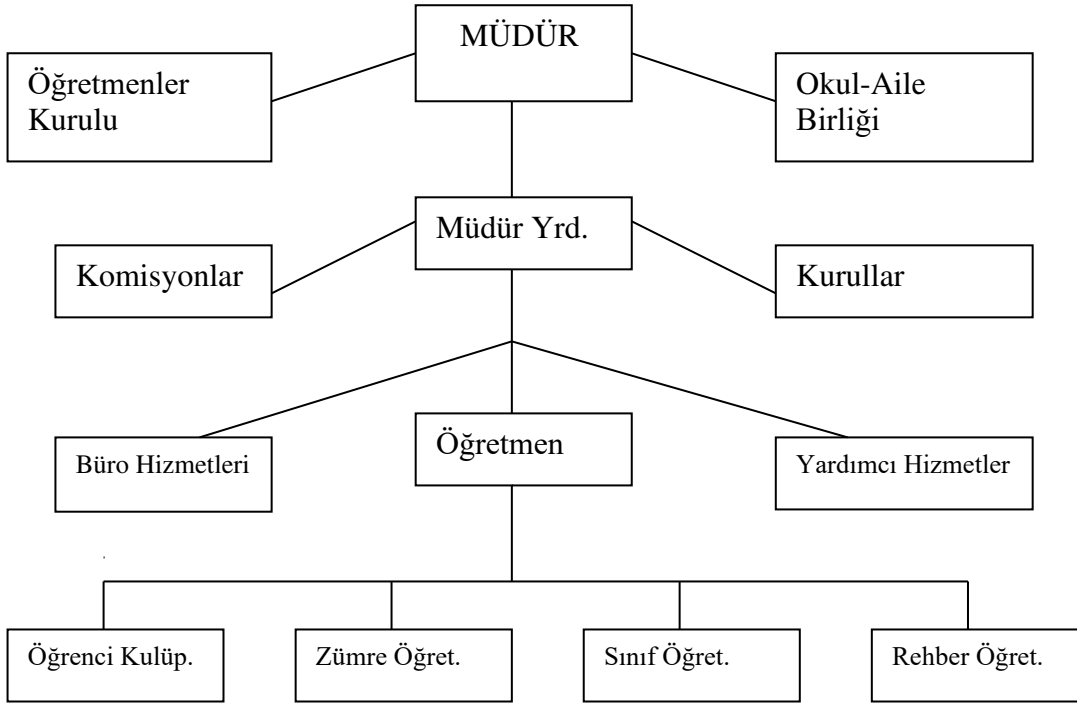 MÜDÜR
Öğretmenler
Kurulu
Okul-Aile
Birliği
Müdür Yrd.
Komisyonlar
Kurullar
Büro Hizmetleri
Öğretmen
Yardımcı Hizmetler
Öğrenci Kulüp.
Zümre Öğret.
Sınıf Öğret.
Rehber Öğret.